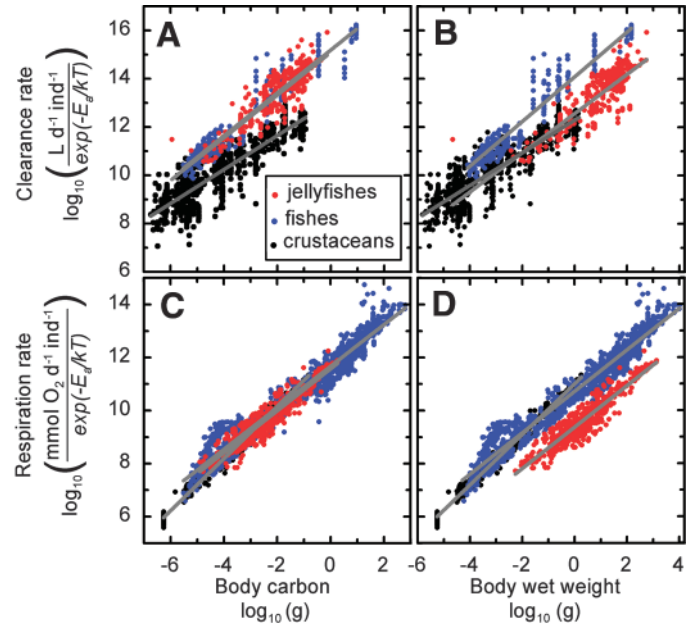 A
B
Clearance rate
log10 (L d-1 ind-1 / exp(-Ea/kT))
16
14
12
10
8
6
jellyfishes
fishes
crustaceans
C
D
Respiration rate
log10 (mmol O2 d-1 ind-1 / exp(-Ea/kT))
14
12
10
8
6
-6 -4 -2 0 2
-6 -4 -2 0 2 4
Body carbon
log10 (g)
Body wet weight
log10 (g)